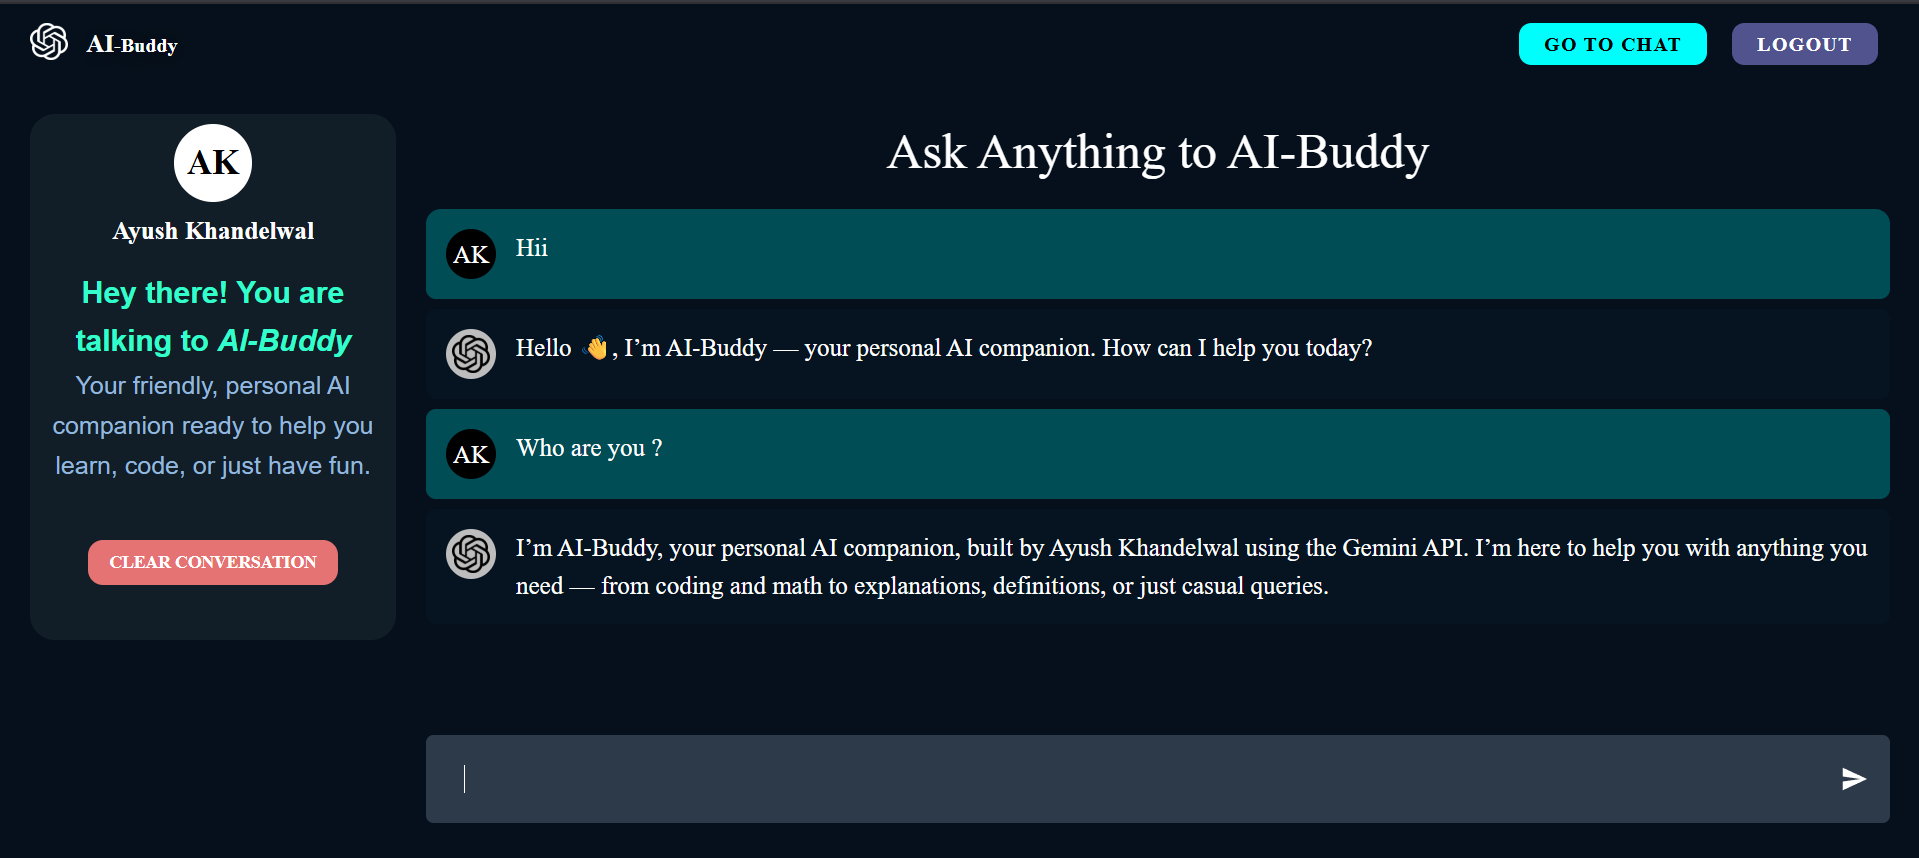 AI-Buddy
GO TO CHAT
LOGOUT
AK
Ayush Khandelwal
Hey there! You are
talking to AI-Buddy
Your friendly, personal AI
companion ready to help you
learn, code, or just have fun.
CLEAR CONVERSATION
Ask Anything to AI-Buddy
AK
Hii
Hello 👋, I’m AI-Buddy — your personal AI companion. How can I help you today?
AK
Who are you ?
I’m AI-Buddy, your personal AI companion, built by Ayush Khandelwal using the Gemini API. I’m here to help you with anything you
need — from coding and math to explanations, definitions, or just casual queries.